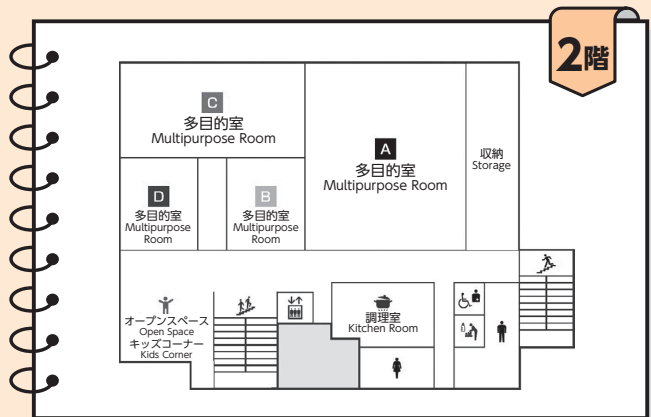 2階
C
多目的室
Multipurpose Room
A
多目的室
Multipurpose Room
収納
Storage
D
多目的室
Multipurpose
Room
B
多目的室
Multipurpose
Room
オープンスペース
Open Space
キッズコーナー
Kids Corner
調理室
Kitchen Room